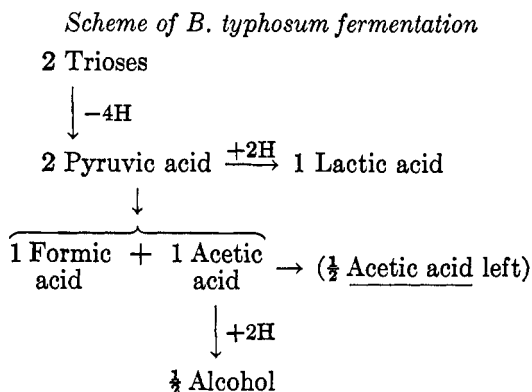 Scheme of B. typhosum fermentation
2 Trioses
−4H
2 Pyruvic acid +2H 1 Lactic acid
1 Formic acid + 1 Acetic acid → (½ Acetic acid left)
+2H
½ Alcohol